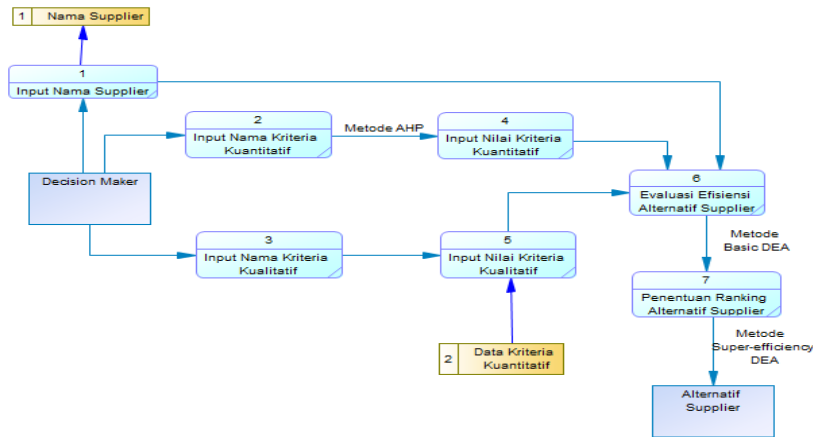 1 Nama Supplier
1
Input Nama Supplier
2
Input Nama Kriteria
Kuantitatif
Metode AHP
4
Input Nilai Kriteria
Kuantitatif
Decision Maker
6
Evaluasi Efisiensi
Alternatif Supplier
3
Input Nama Kriteria
Kualitatif
5
Input Nilai Kriteria
Kualitatif
Metode
Basic DEA
7
Penentuan Ranking
Alternatif Supplier
2 Data Kriteria
Kuantitatif
Metode
Super-efficiency
DEA
Alternatif
Supplier